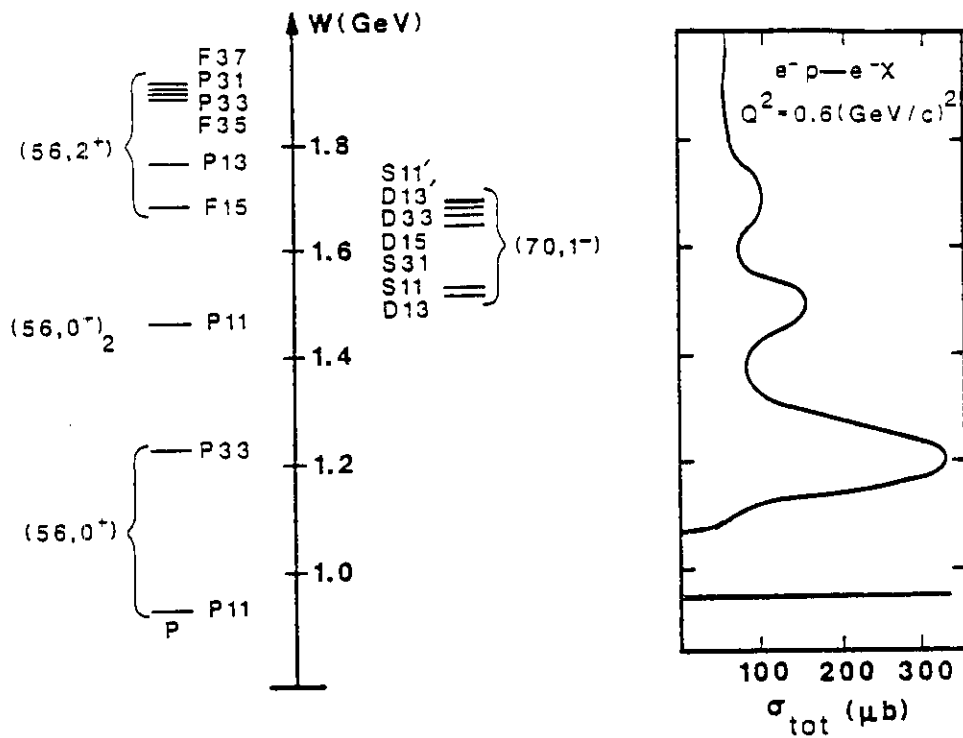 W(GeV)
F37
P31
P33
F35
(56,2⁺)
P13
F15
(56,0⁺)₂
P11
P33
(56,0⁺)
P11
P
1.8
1.6
1.4
1.2
1.0
S11′,
D13′
D33
D15
S31
S11
D13
(70,1⁻)
e⁻p—e⁻X
Q²=0.6(GeV/c)²
100 200 300
σtot (μb)